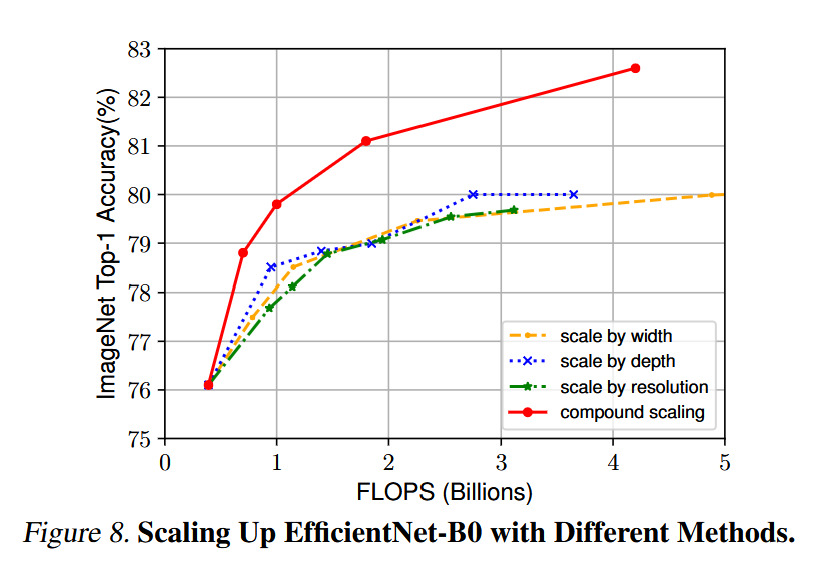 83
82
81
80
79
78
77
76
75
ImageNet Top-1 Accuracy(%)
scale by width
scale by depth
scale by resolution
compound scaling
0 1 2 3 4 5
FLOPS (Billions)
Figure 8. Scaling Up EfficientNet-B0 with Different Methods.